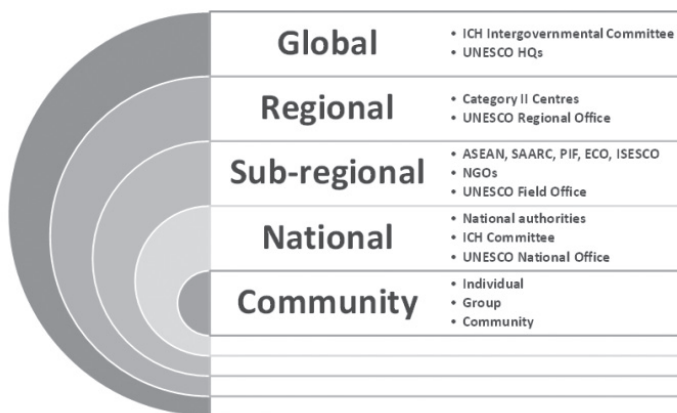 Global
• ICH Intergovernmental Committee
• UNESCO HQs
Regional
• Category II Centres
• UNESCO Regional Office
Sub-regional
• ASEAN, SAARC, PIF, ECO, ISESCO
• NGOs
• UNESCO Field Office
National
• National authorities
• ICH Committee
• UNESCO National Office
Community
• Individual
• Group
• Community